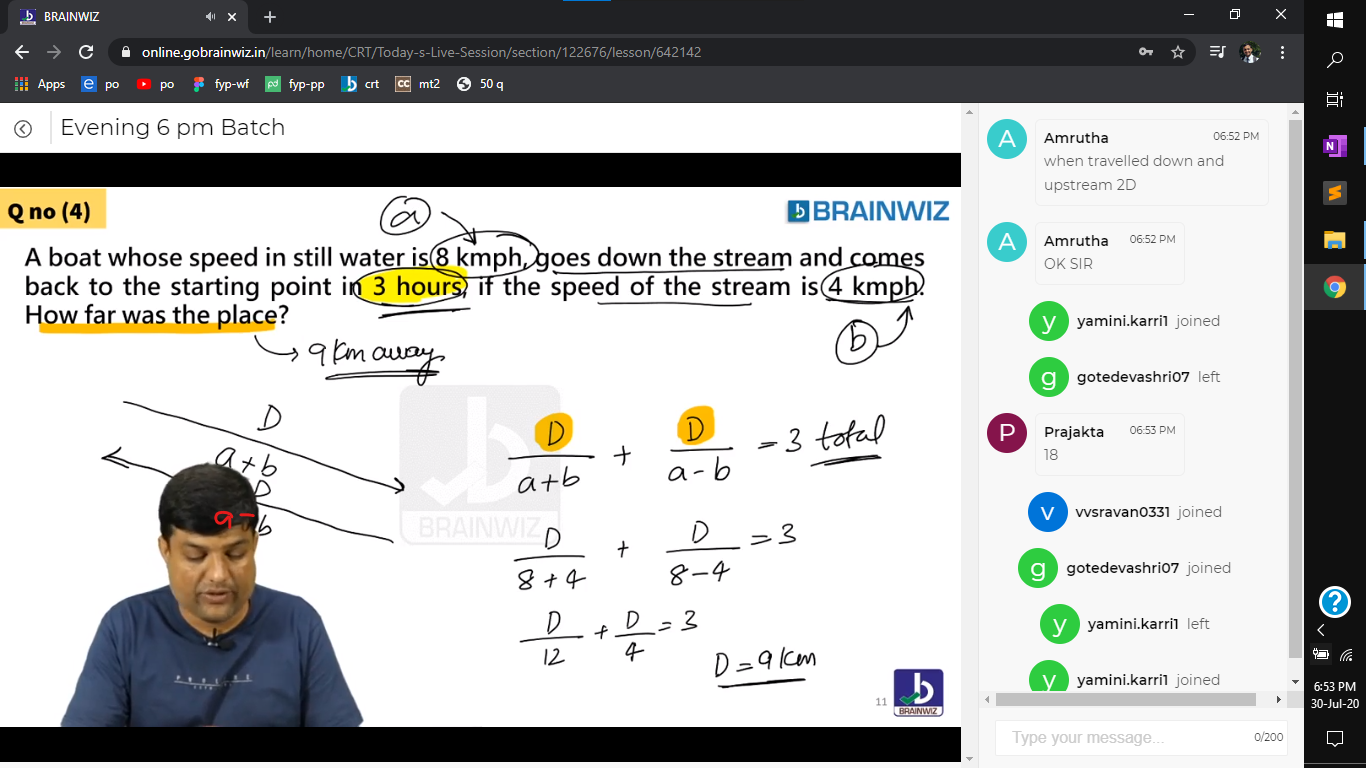 BRAINWIZ
online.gobrainwiz.in/learn/home/CRT/Today-s-Live-Session/section/122676/lesson/642142
Apps po po fyp-wf fyp-pp crt CC mt2 50 q
Evening 6 pm Batch
Q no (4)
a
BRAINWIZ
A boat whose speed in still water is 8 kmph, goes down the stream and comes
back to the starting point in 3 hours, if the speed of the stream is 4 kmph.
How far was the place?
9 Km away
b
D
a+b
D
a-b
D/(a+b) + D/(a-b) = 3 total
D/(8+4) + D/(8-4) = 3
D/12 + D/4 = 3
D = 9 Km
BRAINWIZ
11
BRAINWIZ
A Amrutha 06:52 PM
when travelled down and
upstream 2D
A Amrutha 06:52 PM
OK SIR
y yamini.karri1 joined
g gotedevashri07 left
P Prajakta 06:53 PM
18
v vvsravan0331 joined
g gotedevashri07 joined
y yamini.karri1 left
y yamini.karri1 joined
Type your message... 0/200
6:53 PM
30-Jul-20